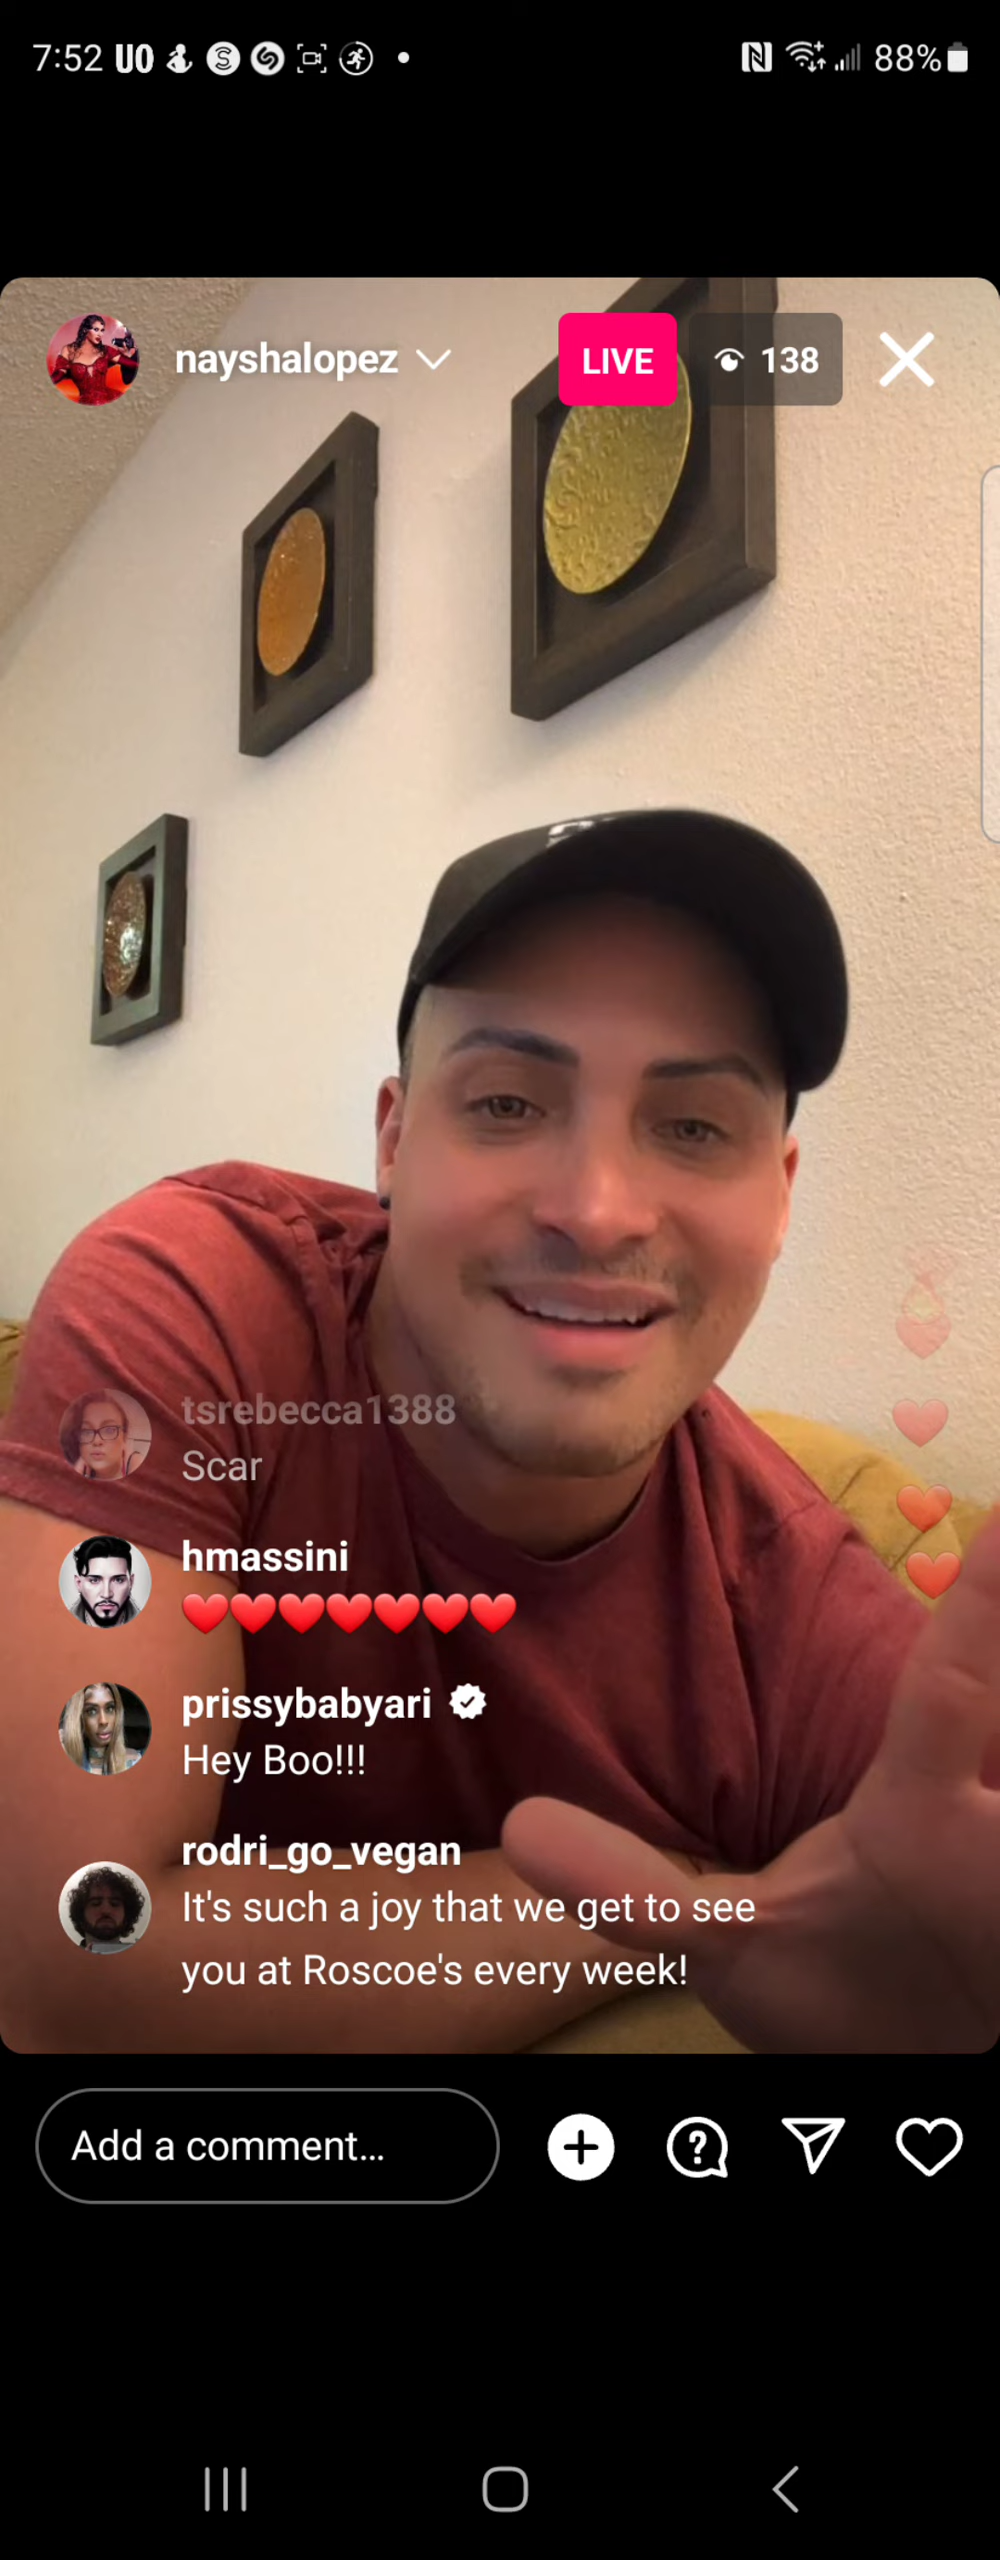 7:52 UO
88%
nayshalopez
LIVE
138
tsrebecca1388
Scar
hmassini
❤️❤️❤️❤️❤️❤️❤️
prissybabyari
Hey Boo!!!
rodri_go_vegan
It's such a joy that we get to see
you at Roscoe's every week!
Add a comment...